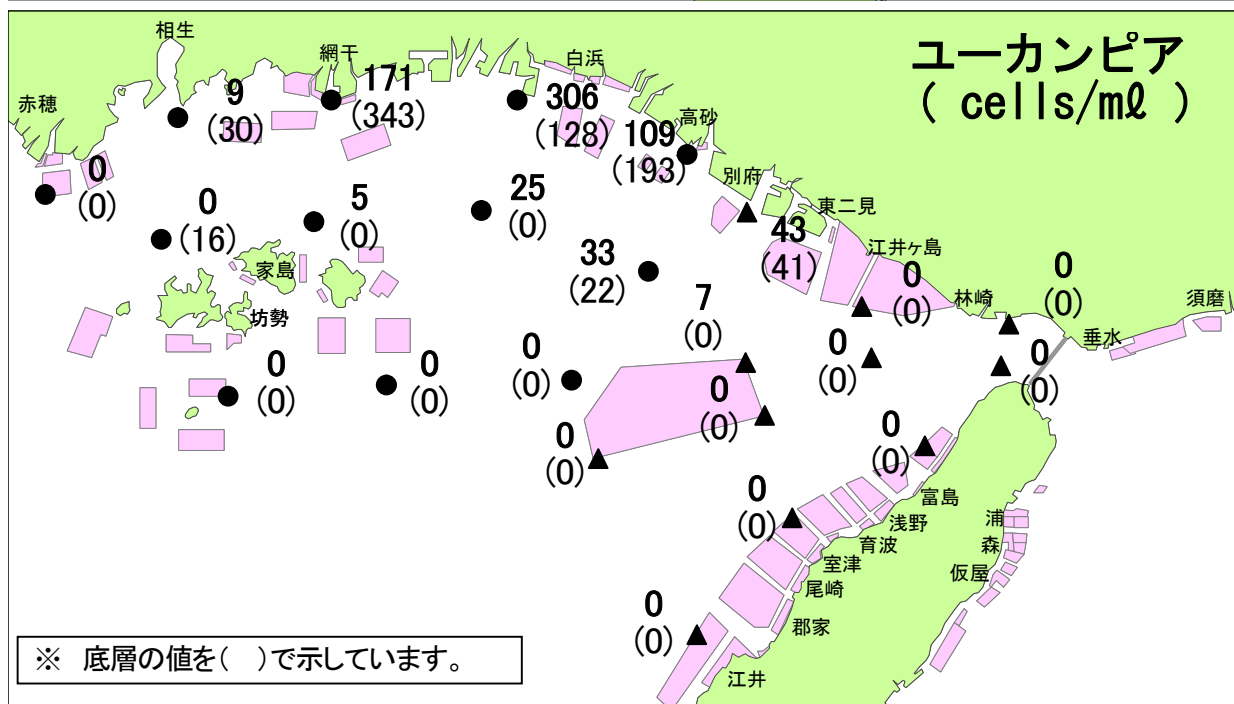 ユーカンピア
( cells/mℓ )
相生
網干
白浜
赤穂
高砂
別府
東二見
江井ヶ島
林崎
垂水
須磨
家島
坊勢
富島
浅野
育波
室津
尾崎
郡家
江井
浦
森
仮屋
9
(30)
171
(343)
306
(128)
109
(193)
0
(0)
0
(16)
5
(0)
25
(0)
33
(22)
43
(41)
0
(0)
0
(0)
7
(0)
0
(0)
0
(0)
0
(0)
0
(0)
0
(0)
0
(0)
0
(0)
0
(0)
0
(0)
0
(0)
※ 底層の値を( )で示しています。